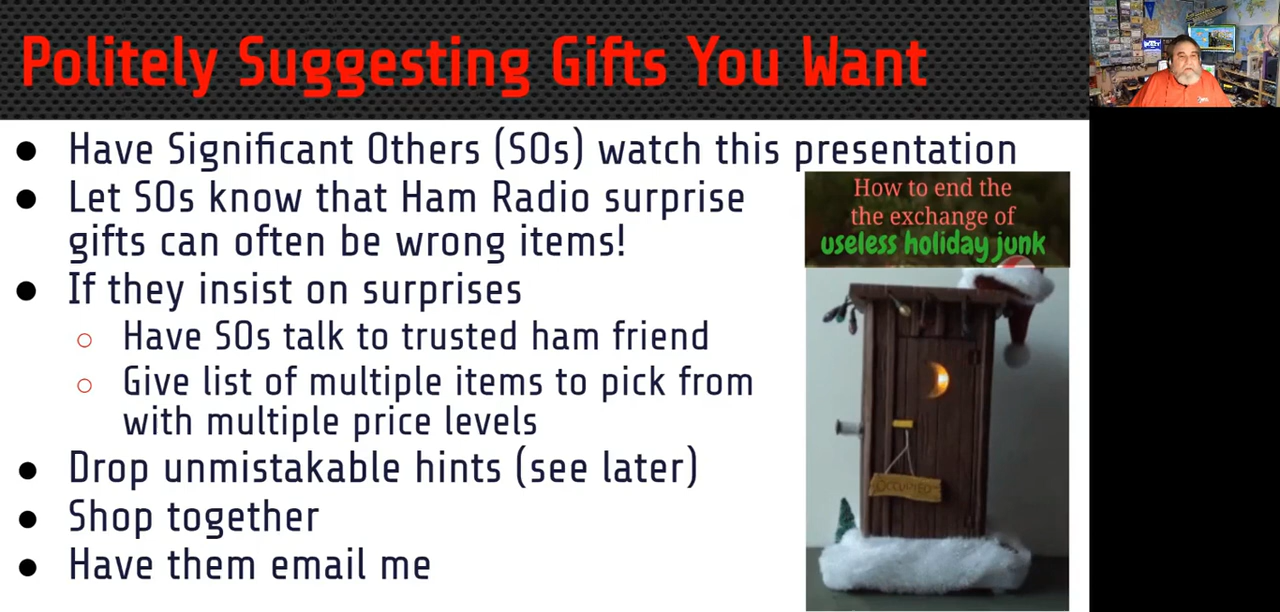 Politely Suggesting Gifts You Want
● Have Significant Others (SOs) watch this presentation
● Let SOs know that Ham Radio surprise
gifts can often be wrong items!
● If they insist on surprises
○ Have SOs talk to trusted ham friend
○ Give list of multiple items to pick from
with multiple price levels
● Drop unmistakable hints (see later)
● Shop together
● Have them email me
How to end the
the exchange of
useless holiday junk
OCCUPIED